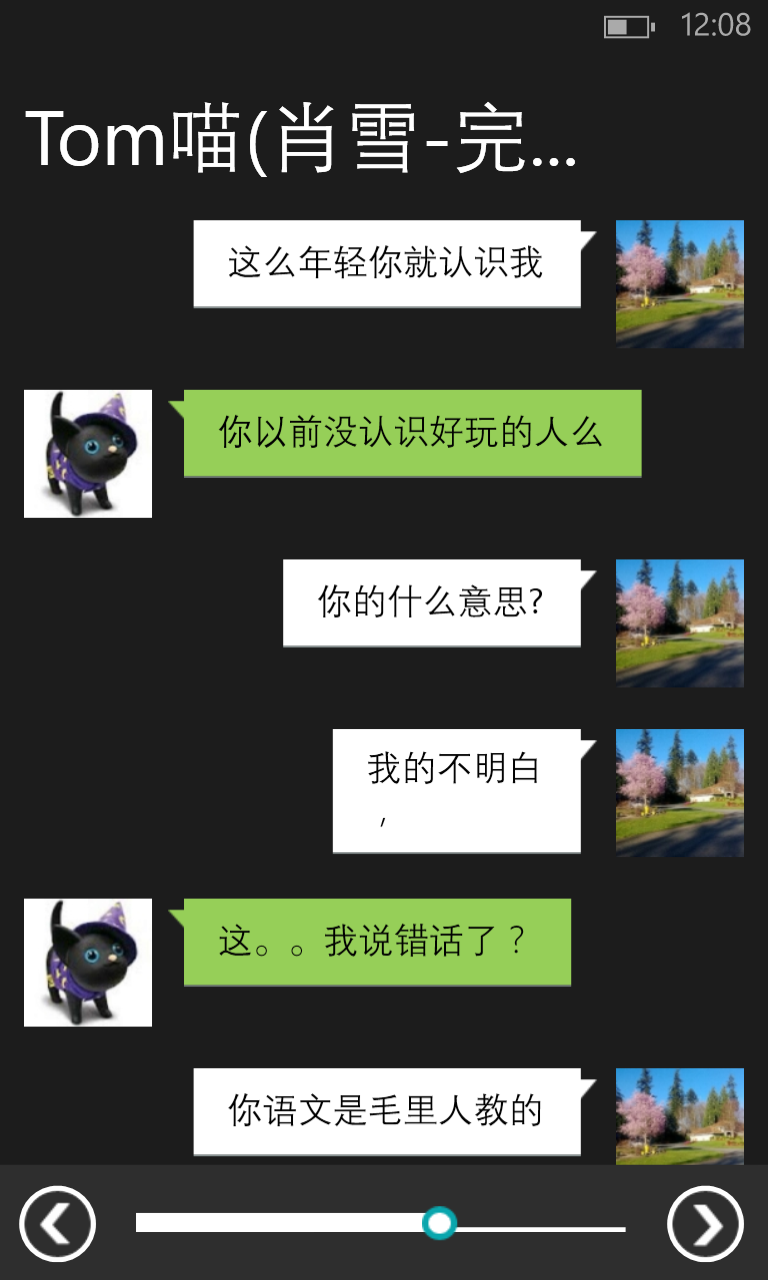 12:08
Tom喵(肖雪-完...
这么年轻你就认识我
你以前没认识好玩的人么
你的什么意思?
我的不明白
,
这。。我说错话了？
你语文是毛里人教的